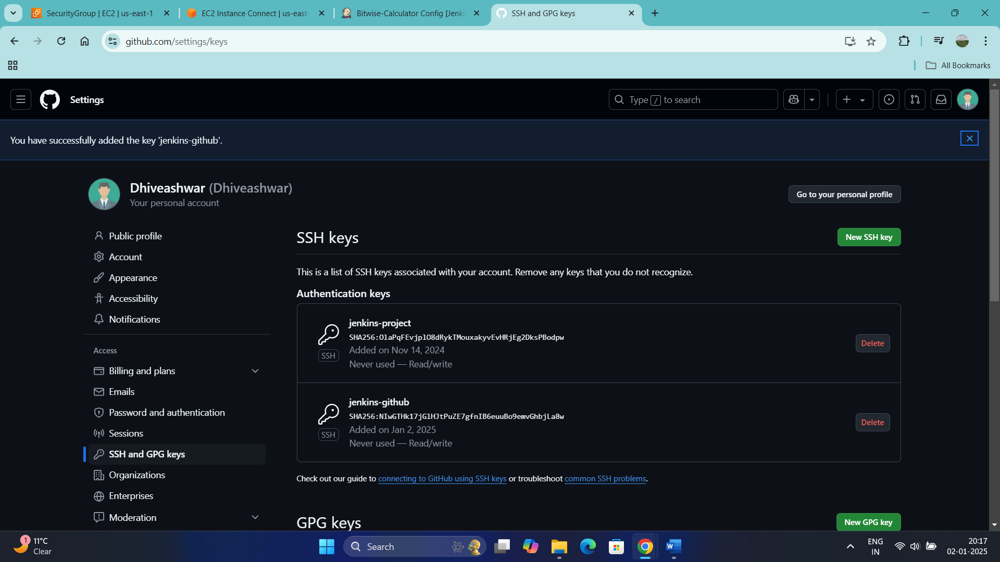 SecurityGroup | EC2 | us-east-1
EC2 Instance Connect | us-east-
Bitwise-Calculator Config [Jenki
SSH and GPG keys
github.com/settings/keys
All Bookmarks
Settings
Type / to search
You have successfully added the key 'jenkins-github'.
Dhiveashwar (Dhiveashwar)
Your personal account
Go to your personal profile
Public profile
Account
Appearance
Accessibility
Notifications
Access
Billing and plans
Emails
Password and authentication
Sessions
SSH and GPG keys
Organizations
Enterprises
Moderation
SSH keys
New SSH key
This is a list of SSH keys associated with your account. Remove any keys that you do not recognize.
Authentication keys
jenkins-project
SHA256:OlaPqFEvjplO8dRykTMouxakyvEvHRjEg2DksPBodpw
Added on Nov 14, 2024
Never used — Read/write
SSH
Delete
jenkins-github
SHA256:NIwGTHk17jGlHJtPuZE7gfnIB6euuBo9emvGhbjLa8w
Added on Jan 2, 2025
Never used — Read/write
SSH
Delete
Check out our guide to connecting to GitHub using SSH keys or troubleshoot common SSH problems.
GPG keys
New GPG key
1
11°C
Clear
Search
ENG
IN
20:17
02-01-2025